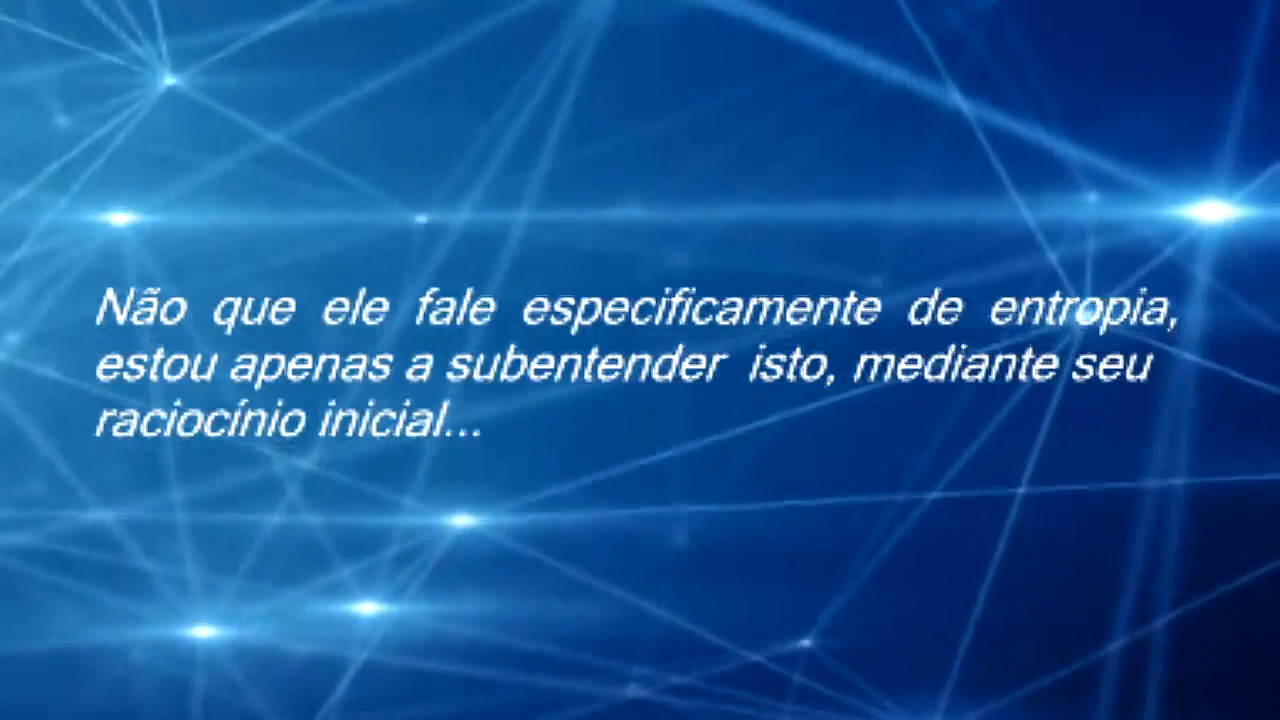 Não que ele fale especificamente de entropia,
estou apenas a subentender isto, mediante seu
raciocínio inicial...